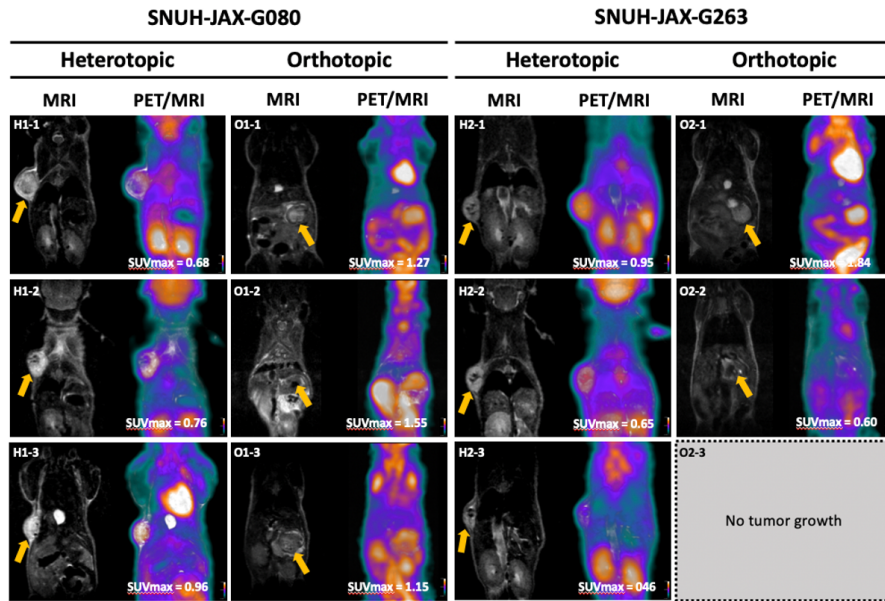 SNUH-JAX-G080 SNUH-JAX-G263
Heterotopic Orthotopic Heterotopic Orthotopic
MRI PET/MRI MRI PET/MRI MRI PET/MRI MRI PET/MRI
H1-1 O1-1 H2-1 O2-1
SUVmax = 0.68 SUVmax = 1.27 SUVmax = 0.95 SUVmax = 1.84
H1-2 O1-2 H2-2 O2-2
SUVmax = 0.76 SUVmax = 1.55 SUVmax = 0.65 SUVmax = 0.60
H1-3 O1-3 H2-3 O2-3
No tumor growth
SUVmax = 0.96 SUVmax = 1.15 SUVmax = 046